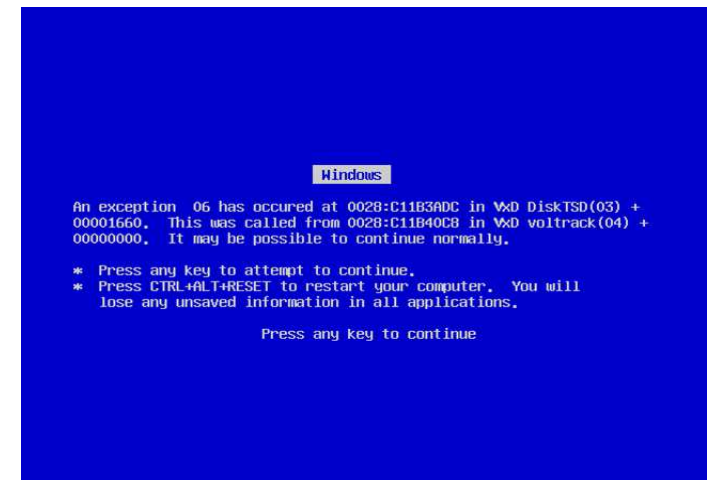 Windows
An exception  06 has occured at 0028:C11B3ADC in VxD DiskTSD(03) +
00001660.  This was called from 0028:C11B40C8 in VxD voltrack(04) +
00000000.  It may be possible to continue normally.
*  Press any key to attempt to continue.
*  Press CTRL+ALT+RESET to restart your computer.  You will
lose any unsaved information in all applications.
Press any key to continue